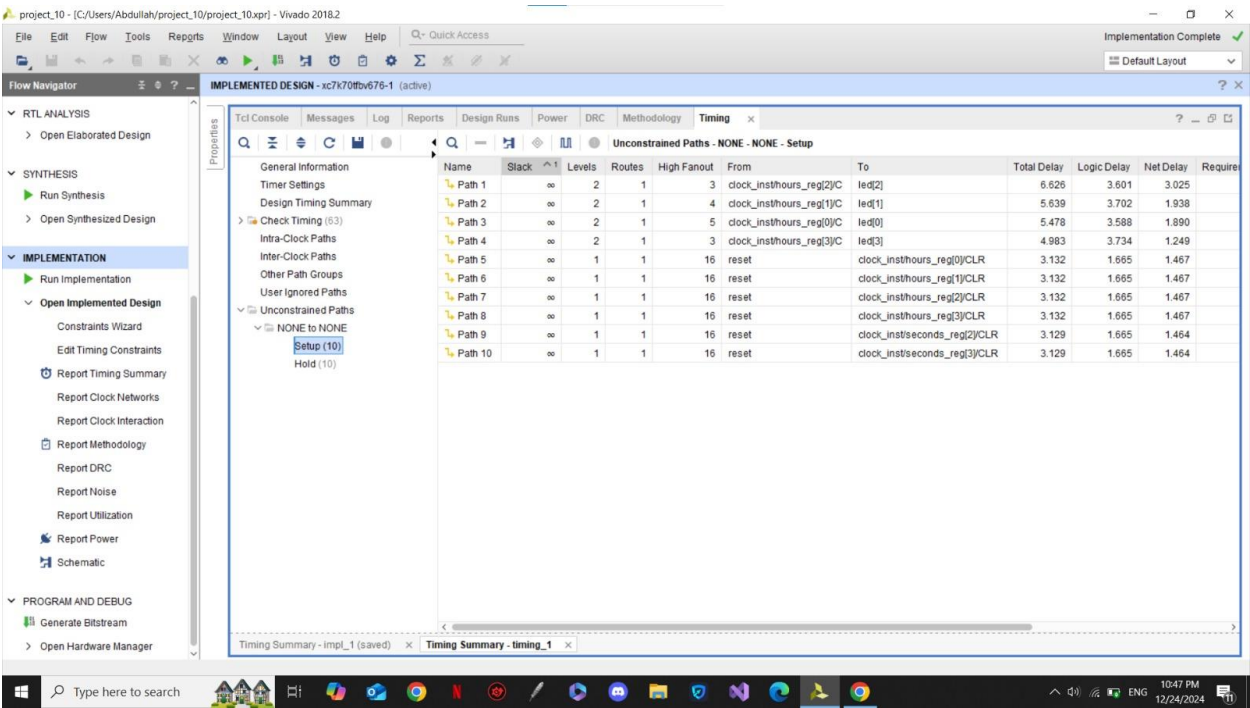 project_10 - [C:/Users/Abdullah/project_10/project_10.xpr] - Vivado 2018.2
File Edit Flow Tools Reports Window Layout View Help Quick Access
Implementation Complete
Default Layout
Flow Navigator
IMPLEMENTED DESIGN - xc7k70tfbv676-1 (active)
RTL ANALYSIS
Open Elaborated Design
SYNTHESIS
Run Synthesis
Open Synthesized Design
IMPLEMENTATION
Run Implementation
Open Implemented Design
Constraints Wizard
Edit Timing Constraints
Report Timing Summary
Report Clock Networks
Report Clock Interaction
Report Methodology
Report DRC
Report Noise
Report Utilization
Report Power
Schematic
PROGRAM AND DEBUG
Generate Bitstream
Open Hardware Manager
Properties
Tcl Console Messages Log Reports Design Runs Power DRC Methodology Timing
Unconstrained Paths - NONE - NONE - Setup
General Information
Timer Settings
Design Timing Summary
Check Timing (63)
Intra-Clock Paths
Inter-Clock Paths
Other Path Groups
User Ignored Paths
Unconstrained Paths
NONE to NONE
Setup (10)
Hold (10)
Name Slack ^1 Levels Routes High Fanout From To Total Delay Logic Delay Net Delay Requirer
Path 1 ∞ 2 1 3 clock_inst/hours_reg[2]/C led[2] 6.626 3.601 3.025
Path 2 ∞ 2 1 4 clock_inst/hours_reg[1]/C led[1] 5.639 3.702 1.938
Path 3 ∞ 2 1 5 clock_inst/hours_reg[0]/C led[0] 5.478 3.588 1.890
Path 4 ∞ 2 1 3 clock_inst/hours_reg[3]/C led[3] 4.983 3.734 1.249
Path 5 ∞ 1 1 16 reset clock_inst/hours_reg[0]/CLR 3.132 1.665 1.467
Path 6 ∞ 1 1 16 reset clock_inst/hours_reg[1]/CLR 3.132 1.665 1.467
Path 7 ∞ 1 1 16 reset clock_inst/hours_reg[2]/CLR 3.132 1.665 1.467
Path 8 ∞ 1 1 16 reset clock_inst/hours_reg[3]/CLR 3.132 1.665 1.467
Path 9 ∞ 1 1 16 reset clock_inst/seconds_reg[2]/CLR 3.129 1.665 1.464
Path 10 ∞ 1 1 16 reset clock_inst/seconds_reg[3]/CLR 3.129 1.665 1.464
Timing Summary - impl_1 (saved) Timing Summary - timing_1
Type here to search
ENG
10:47 PM
12/24/2024